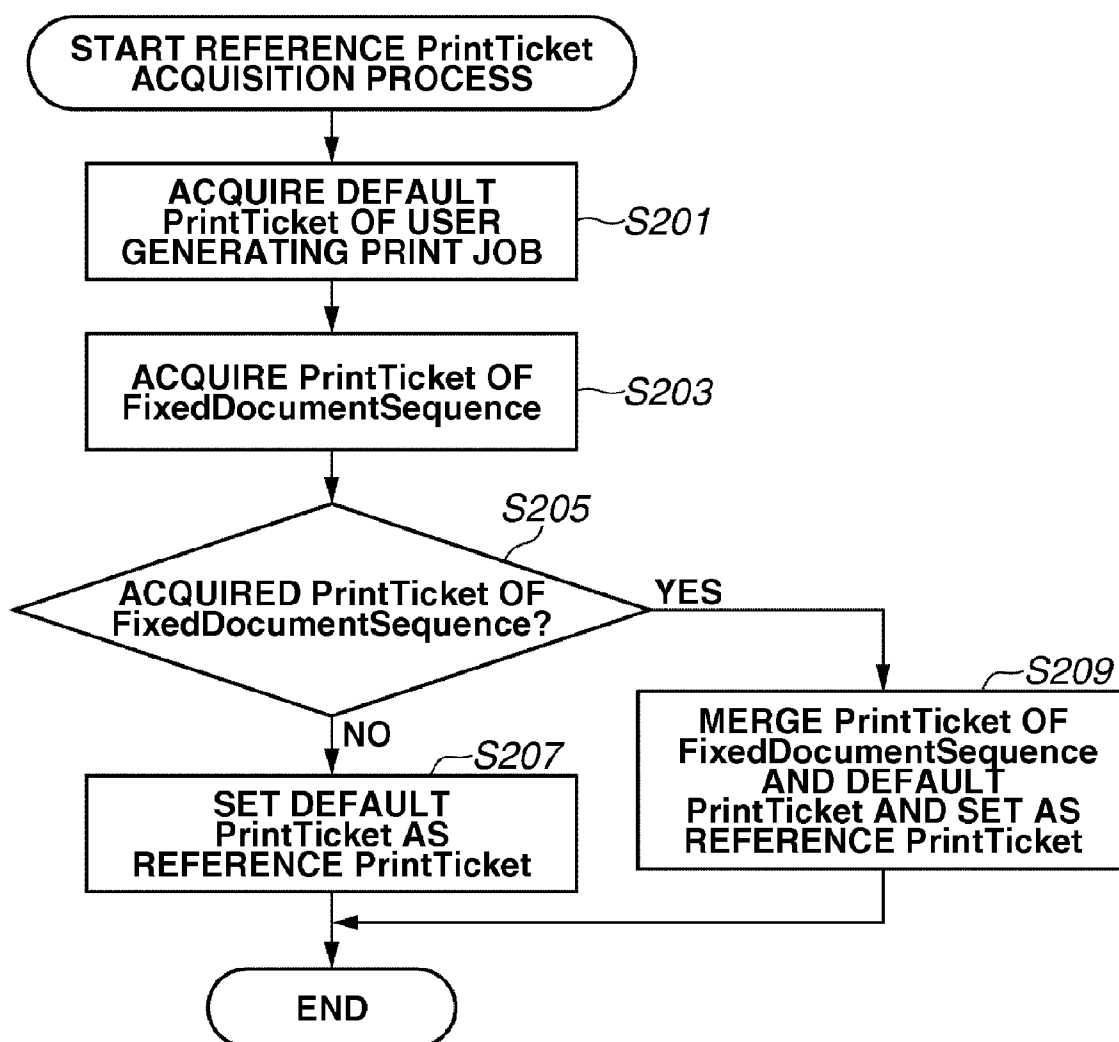 START REFERENCE PrintTicket
ACQUISITION PROCESS
ACQUIRE DEFAULT
PrintTicket OF USER
GENERATING PRINT JOB
S201
ACQUIRE PrintTicket OF
FixedDocumentSequence
S203
S205
ACQUIRED PrintTicket OF
FixedDocumentSequence?
YES
NO
S207
SET DEFAULT
PrintTicket AS
REFERENCE PrintTicket
S209
MERGE PrintTicket OF
FixedDocumentSequence
AND DEFAULT
PrintTicket AND SET AS
REFERENCE PrintTicket
END